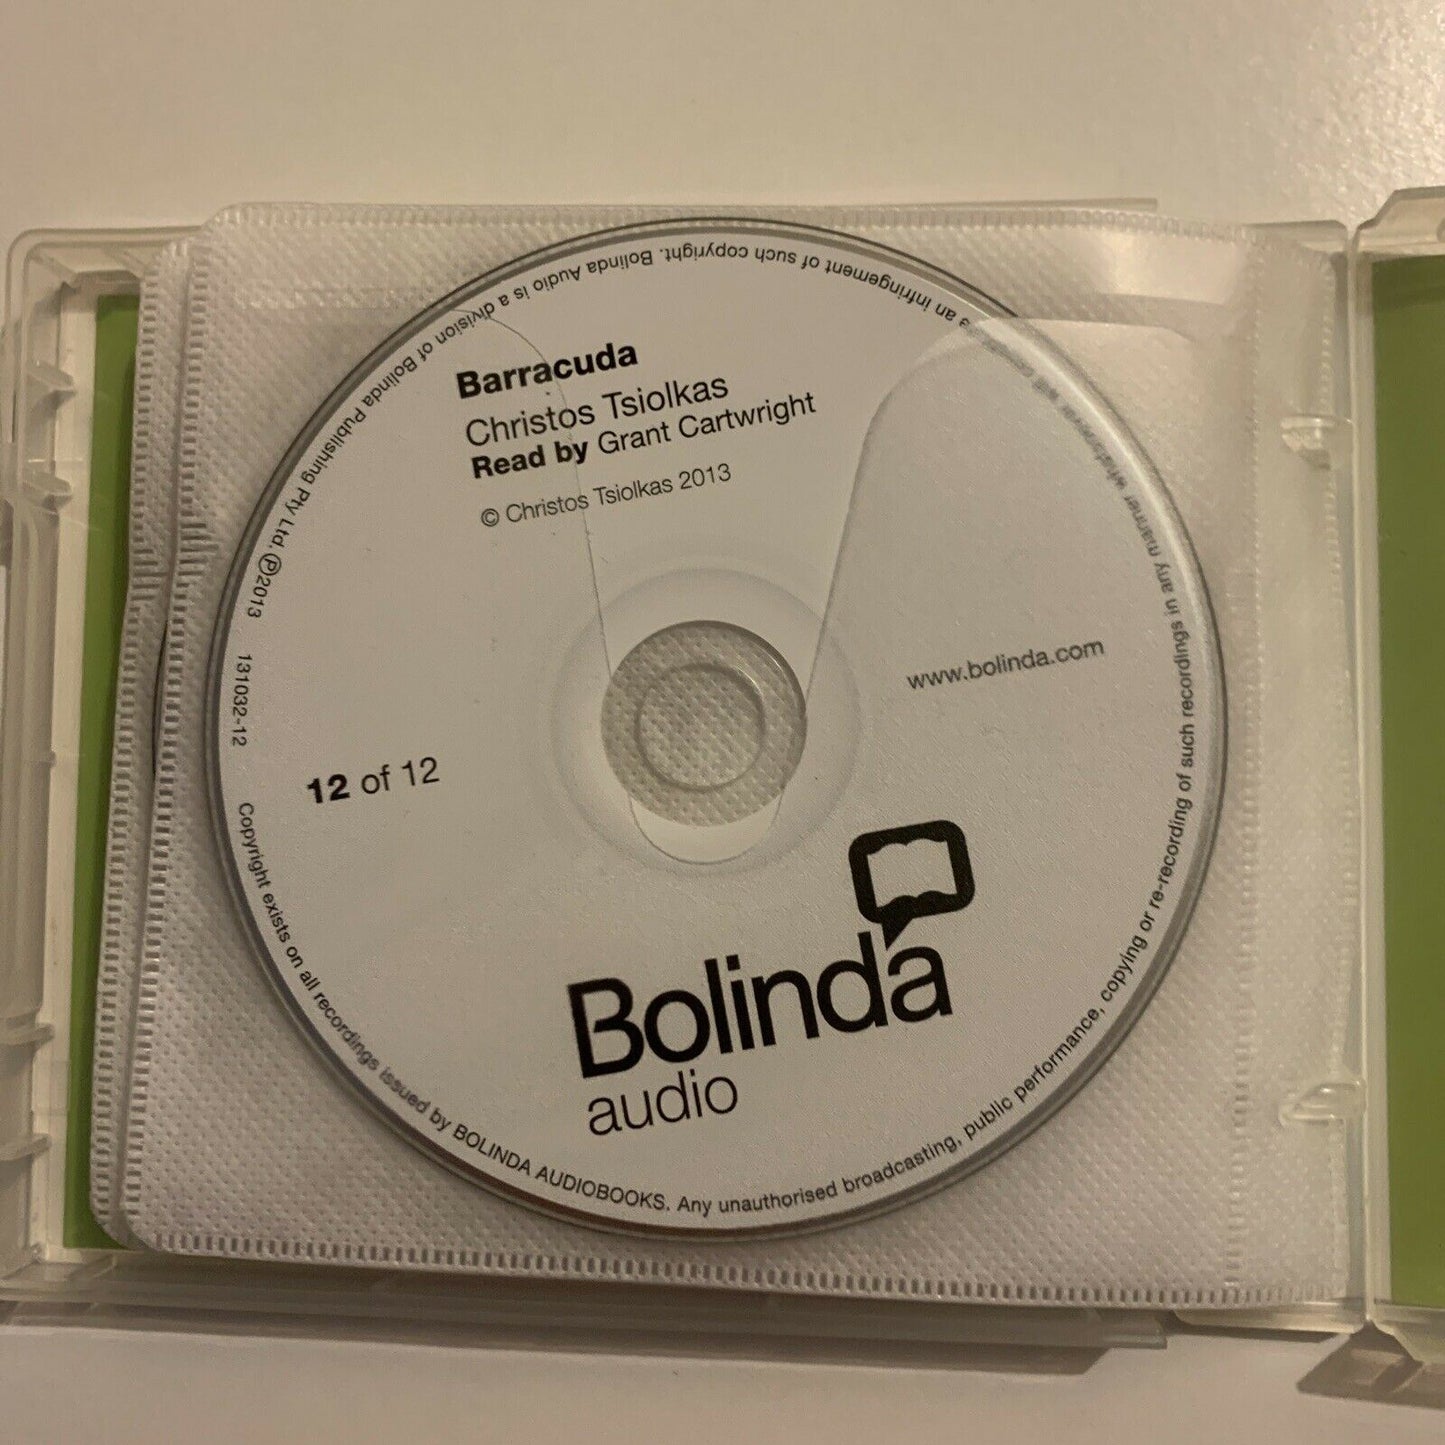 Barracuda
Christos Tsiolkas
Read by Grant Cartwright
© Christos Tsiolkas 2013
www.bolinda.com
12 of 12
Bolinda
audio
131032-12
Copyright exists on all recordings issued by BOLINDA AUDIOBOOKS. Any unauthorised broadcasting, public performance, copying or re-recording of such recordings in any manner whatsoever will an infringement of such copyright. Bolinda Audio is a division of Bolinda Publishing Pty Ltd. ℗2013